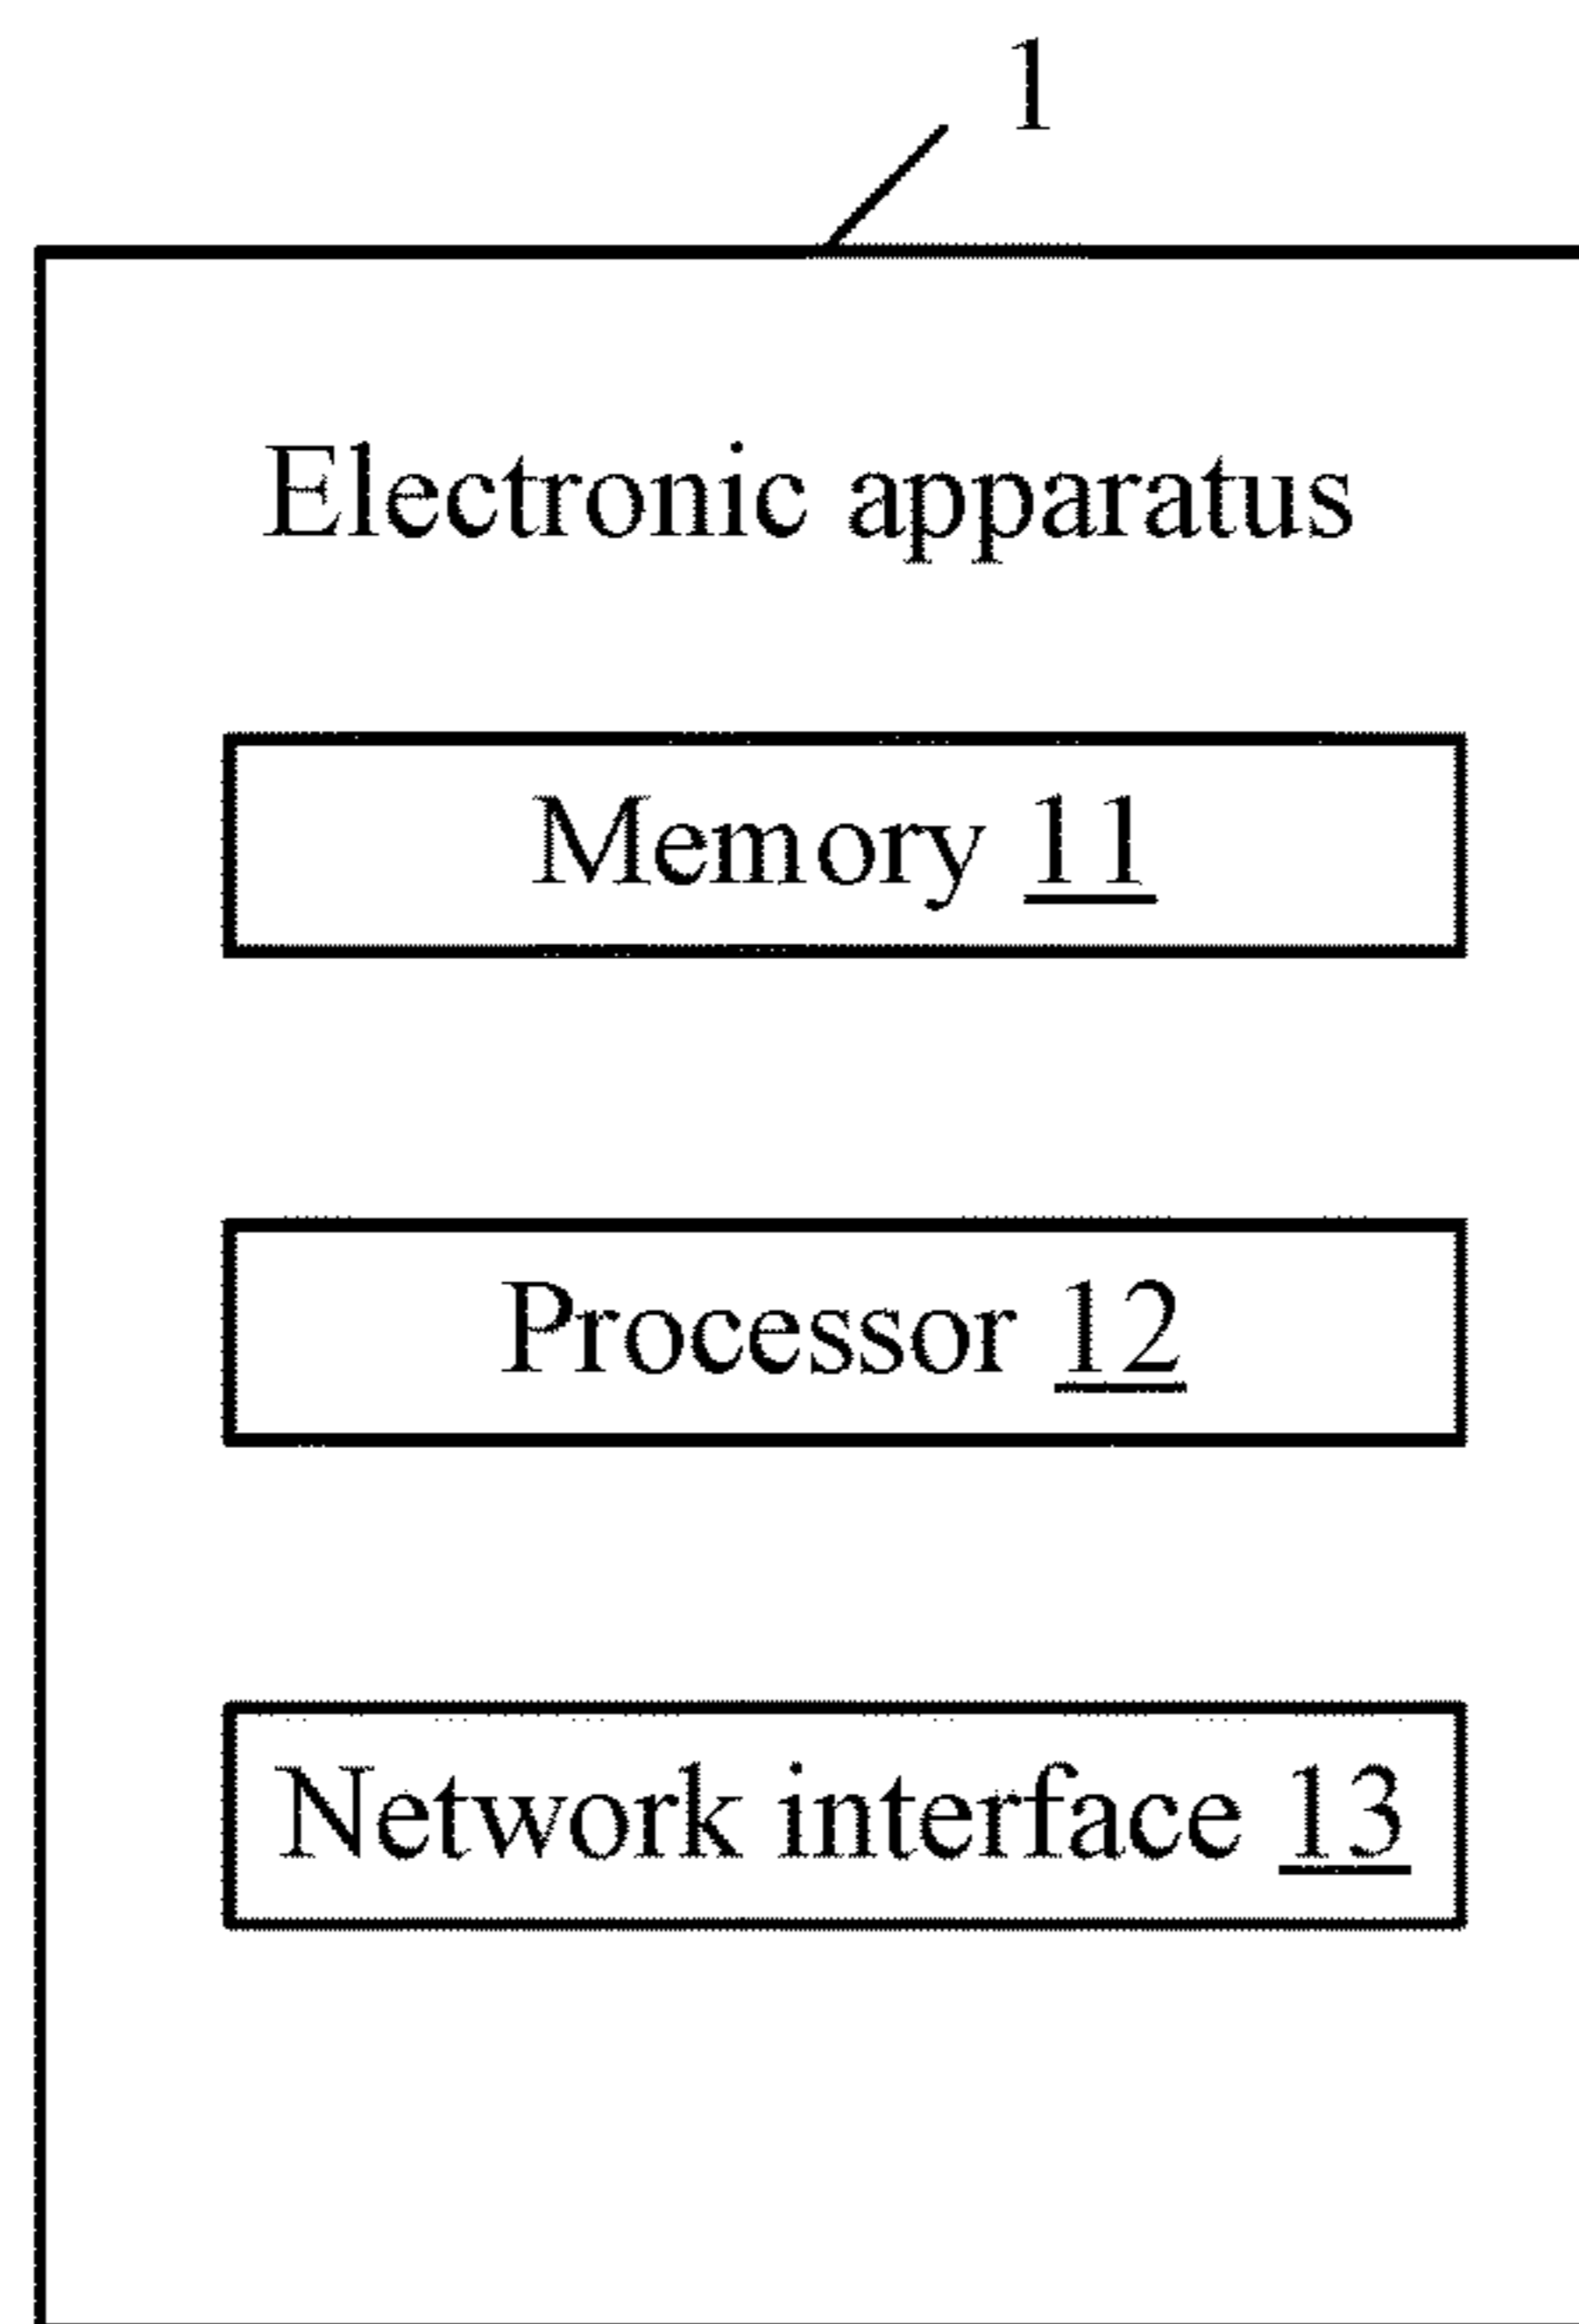 1
Electronic apparatus
Memory 11
Processor 12
Network interface 13